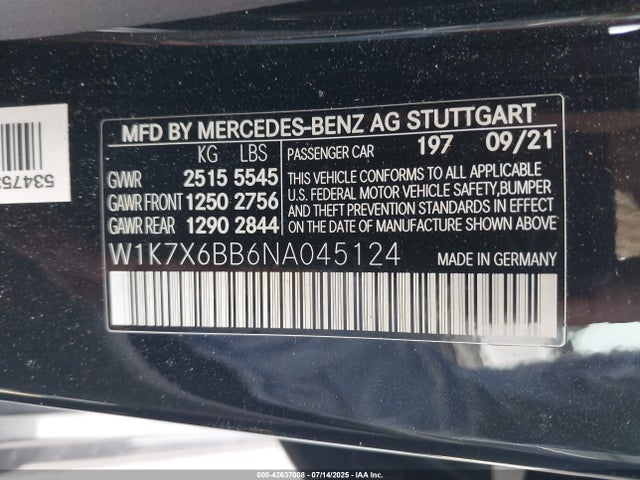 MFD BY MERCEDES-BENZ AG STUTTGART
KG LBS
PASSENGER CAR 197 09/21
GVWR 2515 5545
GAWR FRONT 1250 2756
GAWR REAR 1290 2844
THIS VEHICLE CONFORMS TO ALL APPLICABLE
U.S. FEDERAL MOTOR VEHICLE SAFETY,BUMPER,
AND THEFT PREVENTION STANDARDS IN EFFECT
ON THE DATE OF MANUFACTURE SHOWN ABOVE.
W1K7X6BB6NA045124
MADE IN GERMANY
000-42637008 - 07/14/2025 - IAA Inc.